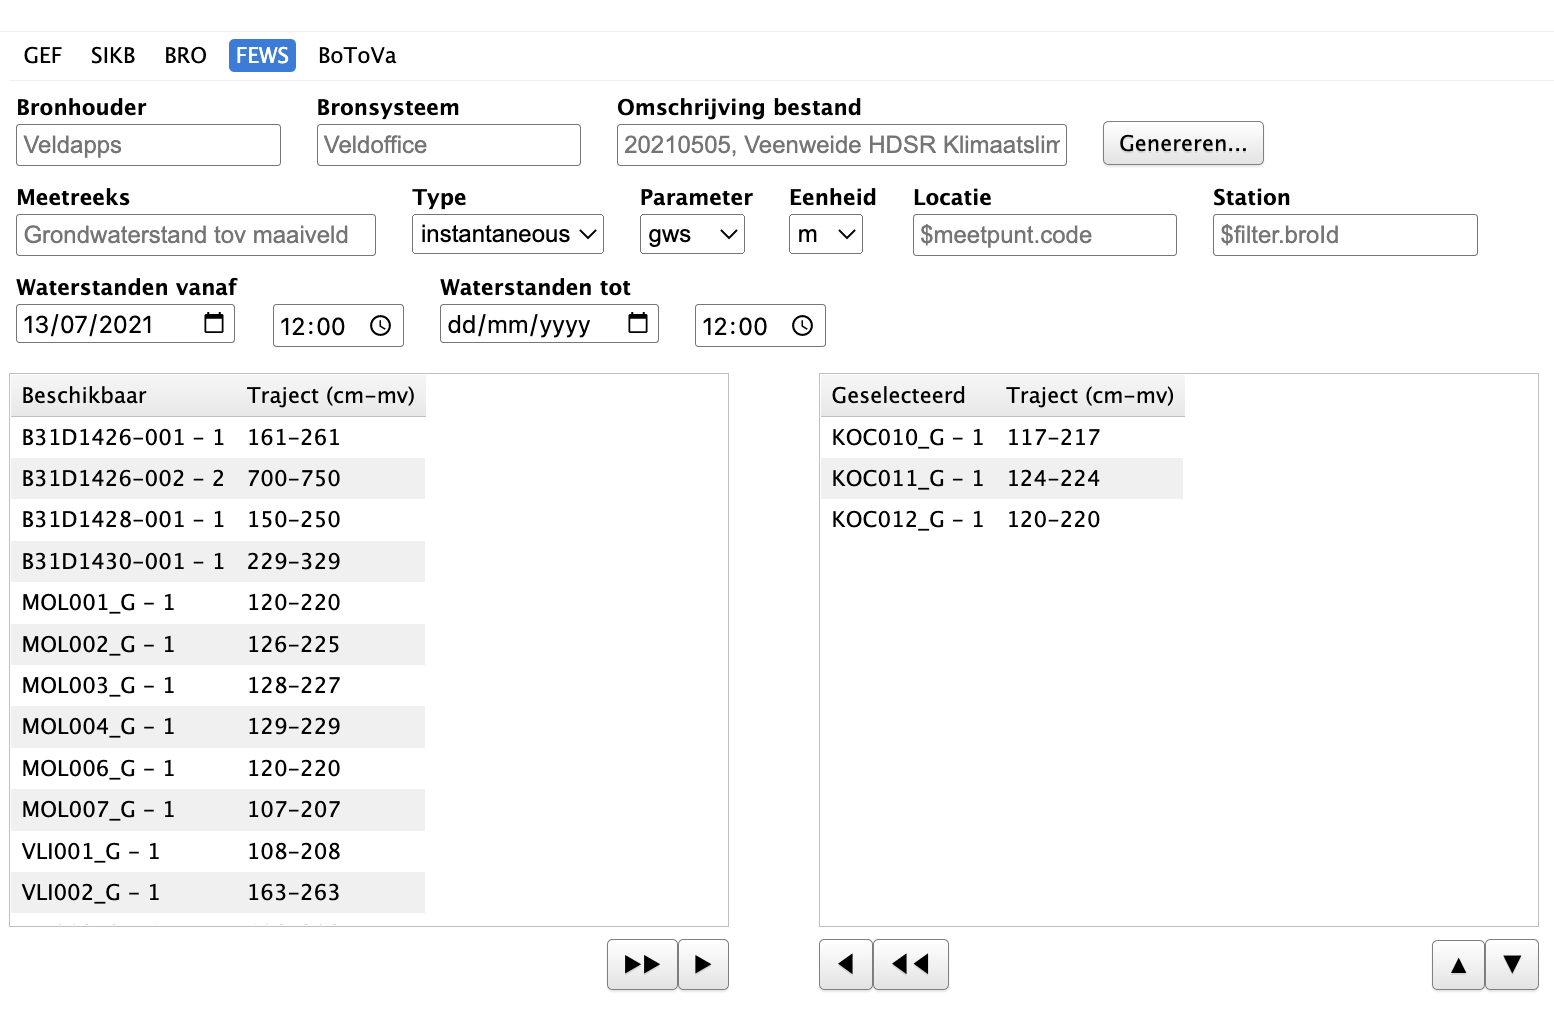 GEF SIKB BRO FEWS BoToVa
Bronhouder Bronsysteem Omschrijving bestand
Veldapps Veldoffice 20210505, Veenweide HDSR Klimaatslim Genereren...
Meetreeks Type Parameter Eenheid Locatie Station
Grondwaterstand tov maaiveld instantaneous gws m $meetpunt.code $filter.broId
Waterstanden vanaf Waterstanden tot
13/07/2021 12:00 dd/mm/yyyy 12:00
Beschikbaar Traject (cm-mv)
B31D1426-001 - 1 161-261
B31D1426-002 - 2 700-750
B31D1428-001 - 1 150-250
B31D1430-001 - 1 229-329
MOL001_G - 1 120-220
MOL002_G - 1 126-225
MOL003_G - 1 128-227
MOL004_G - 1 129-229
MOL006_G - 1 120-220
MOL007_G - 1 107-207
VLI001_G - 1 108-208
VLI002_G - 1 163-263
Geselecteerd Traject (cm-mv)
KOC010_G - 1 117-217
KOC011_G - 1 124-224
KOC012_G - 1 120-220